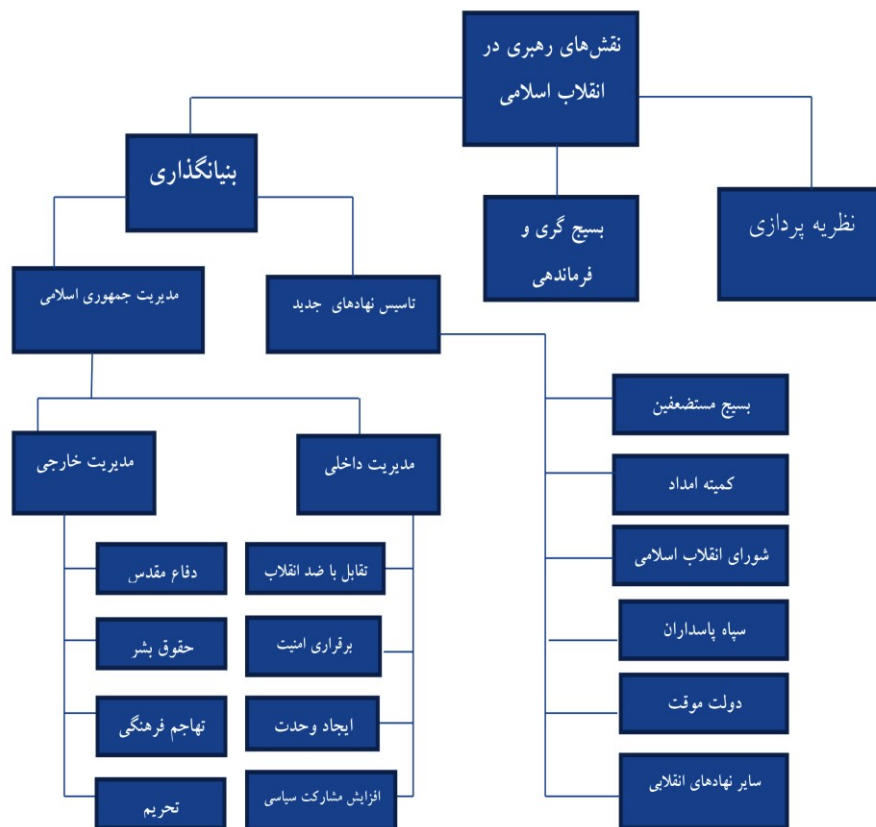 نقش‌های رهبری در
انقلاب اسلامی
نظریه پردازی
بسیج گری و
فرماندهی
بنیانگذاری
تاسیس نهادهای جدید
مدیریت جمهوری اسلامی
بسیج مستضعفین
کمیته امداد
شورای انقلاب اسلامی
سپاه پاسداران
دولت موقت
سایر نهادهای انقلابی
مدیریت داخلی
تقابل با ضد انقلاب
برقراری امنیت
ایجاد وحدت
افزایش مشارکت سیاسی
مدیریت خارجی
دفاع مقدس
حقوق بشر
تهاجم فرهنگی
تحریم